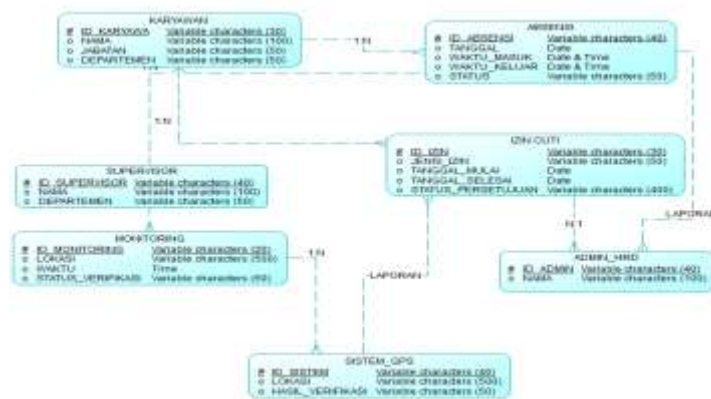 KARYAWAN
# ID_KARYAWA Variable characters (30)
o NAMA Variable characters (100)
o JABATAN Variable characters (50)
o DEPARTEMEN Variable characters (50)
ABSENSI
# ID_ABSENSI Variable characters (40)
o TANGGAL Date
o WAKTU_MASUK Date & Time
o WAKTU_KELUAR Date & Time
o STATUS Variable characters (50)
1:N
1:N
IZIN CUTI
# ID_IZIN Variable characters (30)
o JENIS_IZIN Variable characters (50)
o TANGGAL_MULAI Date
o TANGGAL_SELESAI Date
o STATUS_PERSETUJUAN Variable characters (400)
SUPERVISOR
# ID_SUPERVISOR Variable characters (40)
o NAMA Variable characters (100)
o DEPARTEMEN Variable characters (50)
MONITORING
# ID_MONITORING Variable characters (20)
o LOKASI Variable characters (500)
o WAKTU Time
o STATUS_VERIFIKASI Variable characters (50)
1:N
N:1
LAPORAN
LAPORAN
ADMIN_HRD
# ID_ADMIN Variable characters (40)
o NAMA Variable characters (100)
SISTEM_GPS
# ID_SISTEM Variable characters (40)
o LOKASI Variable characters (500)
o HASIL_VERIFIKASI Variable characters (50)